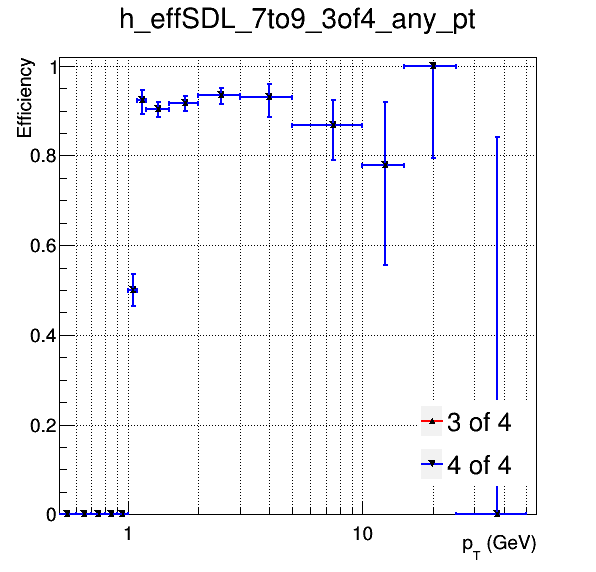 h_effSDL_7to9_3of4_any_pt
Efficiency
1
0.8
0.6
0.4
0.2
0
3 of 4
4 of 4
1
10
p_T (GeV)